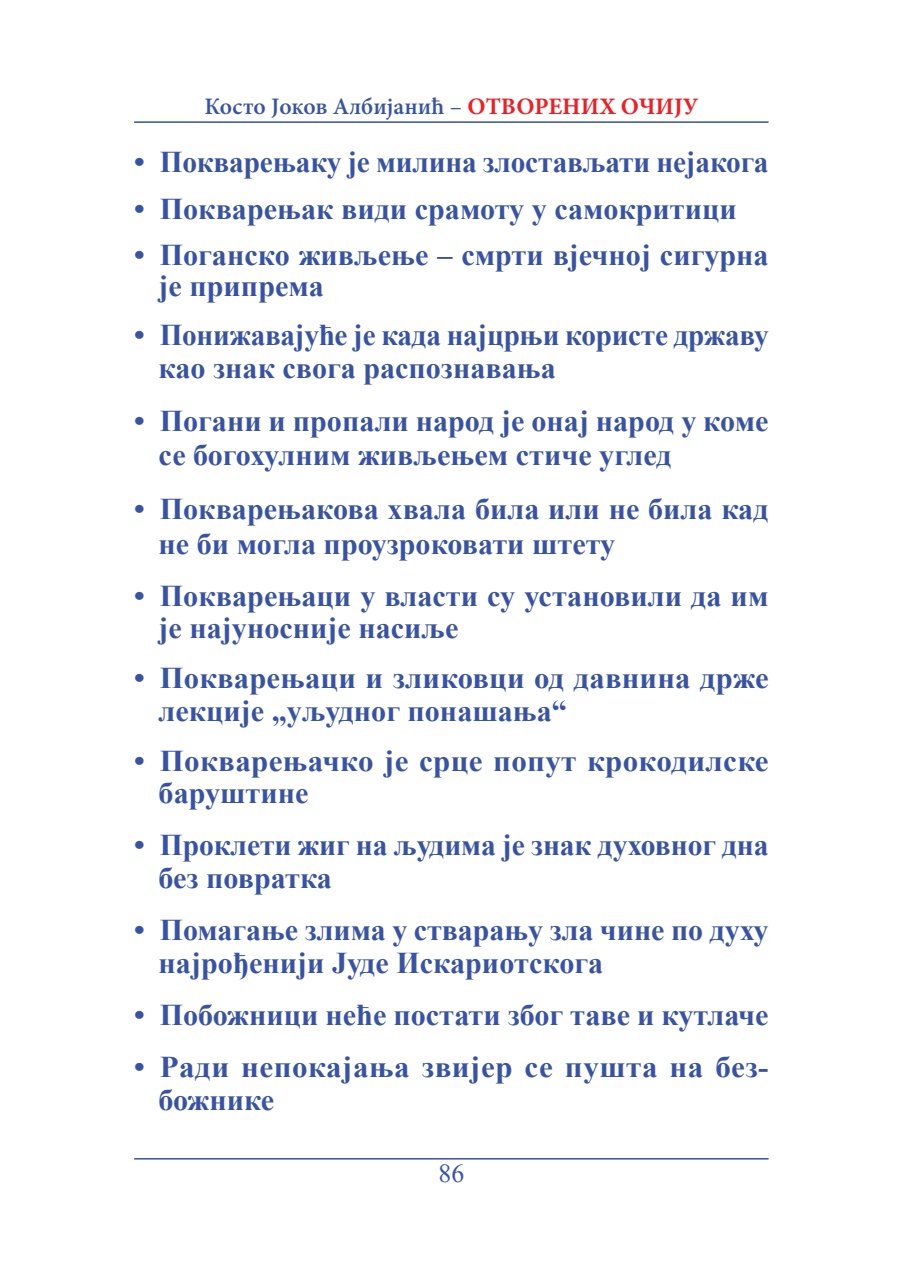 Косто Јоков Албијанић – ОТВОРЕНИХ ОЧИЈУ
• Покварењаку је милина злостављати нејакога
• Покварењак види срамоту у самокритици
• Поганско живљење – смрти вјечној сигурна
је припрема
• Понижавајуће је када најцрњи користе државу
као знак свога распознавања
• Погани и пропали народ је онај народ у коме
се богохулним живљењем стиче углед
• Покварењакова хвала била или не била кад
не би могла проузроковати штету
• Покварењаци у власти су установили да им
је најуносније насиље
• Покварењаци и зликовци од давнина држе
лекције „уљудног понашања“
• Покварењачко је срце попут крокодилске
баруштине
• Проклети жиг на људима је знак духовног дна
без повратка
• Помагање злима у стварању зла чине по духу
најрођенији Јуде Искариотскога
• Побожници неће постати због таве и кутлаче
• Ради непокајања звијер се пушта на без-
божнике
86